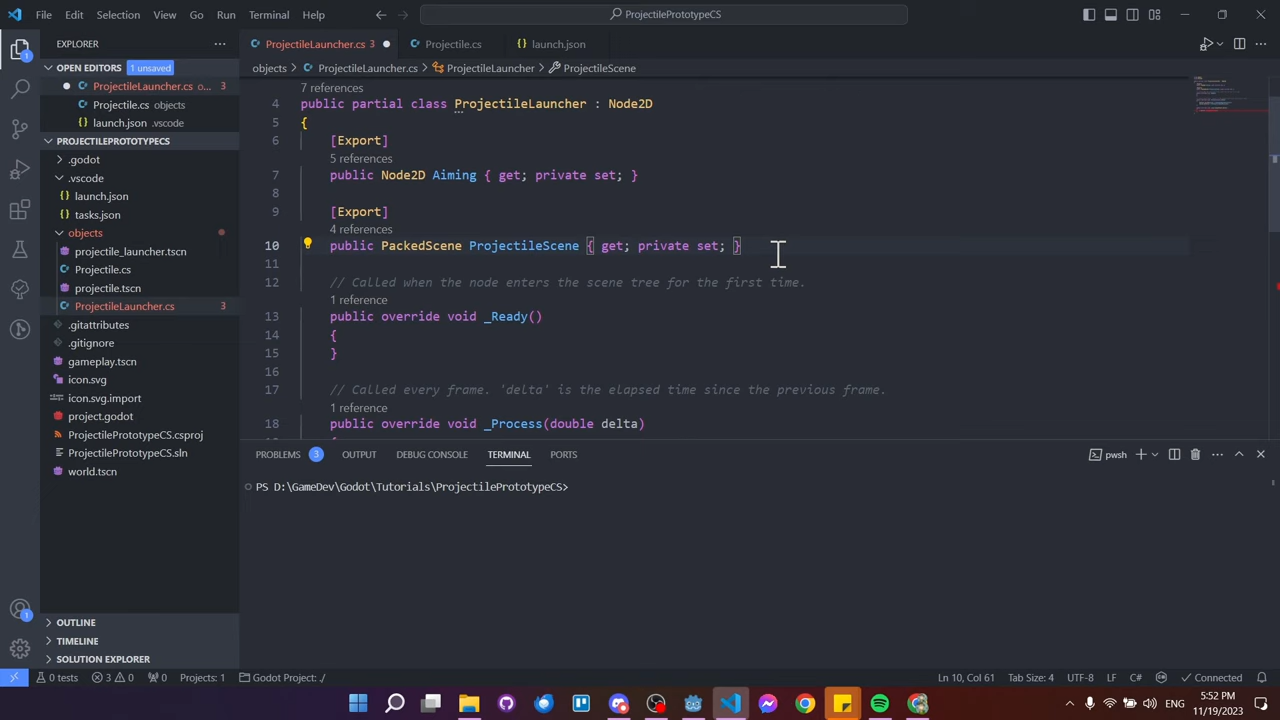 File Edit Selection View Go Run Terminal Help
ProjectilePrototypeCS
EXPLORER
ProjectileLauncher.cs 3
Projectile.cs
launch.json
OPEN EDITORS 1 unsaved
objects > ProjectileLauncher.cs > ProjectileLauncher > ProjectileScene
ProjectileLauncher.cs o... 3
Projectile.cs objects
launch.json .vscode
PROJECTILEPROTOTYPECS
.godot
.vscode
launch.json
tasks.json
objects
projectile_launcher.tscn
Projectile.cs
projectile.tscn
ProjectileLauncher.cs 3
.gitattributes
.gitignore
gameplay.tscn
icon.svg
icon.svg.import
project.godot
ProjectilePrototypeCS.csproj
ProjectilePrototypeCS.sln
world.tscn
OUTLINE
TIMELINE
SOLUTION EXPLORER
7 references
4 public partial class ProjectileLauncher : Node2D
5 {
6 [Export]
5 references
7 public Node2D Aiming { get; private set; }
8
9 [Export]
4 references
10 public PackedScene ProjectileScene { get; private set; }
11
12 // Called when the node enters the scene tree for the first time.
1 reference
13 public override void _Ready()
14 {
15 }
16
17 // Called every frame. 'delta' is the elapsed time since the previous frame.
1 reference
18 public override void _Process(double delta)
PROBLEMS 3 OUTPUT DEBUG CONSOLE TERMINAL PORTS
pwsh
PS D:\GameDev\Godot\Tutorials\ProjectilePrototypeCS>
0 tests 3 0 0 Projects: 1 Godot Project: ./
Ln 10, Col 61 Tab Size: 4 UTF-8 LF C# Connected
5:52 PM
11/19/2023